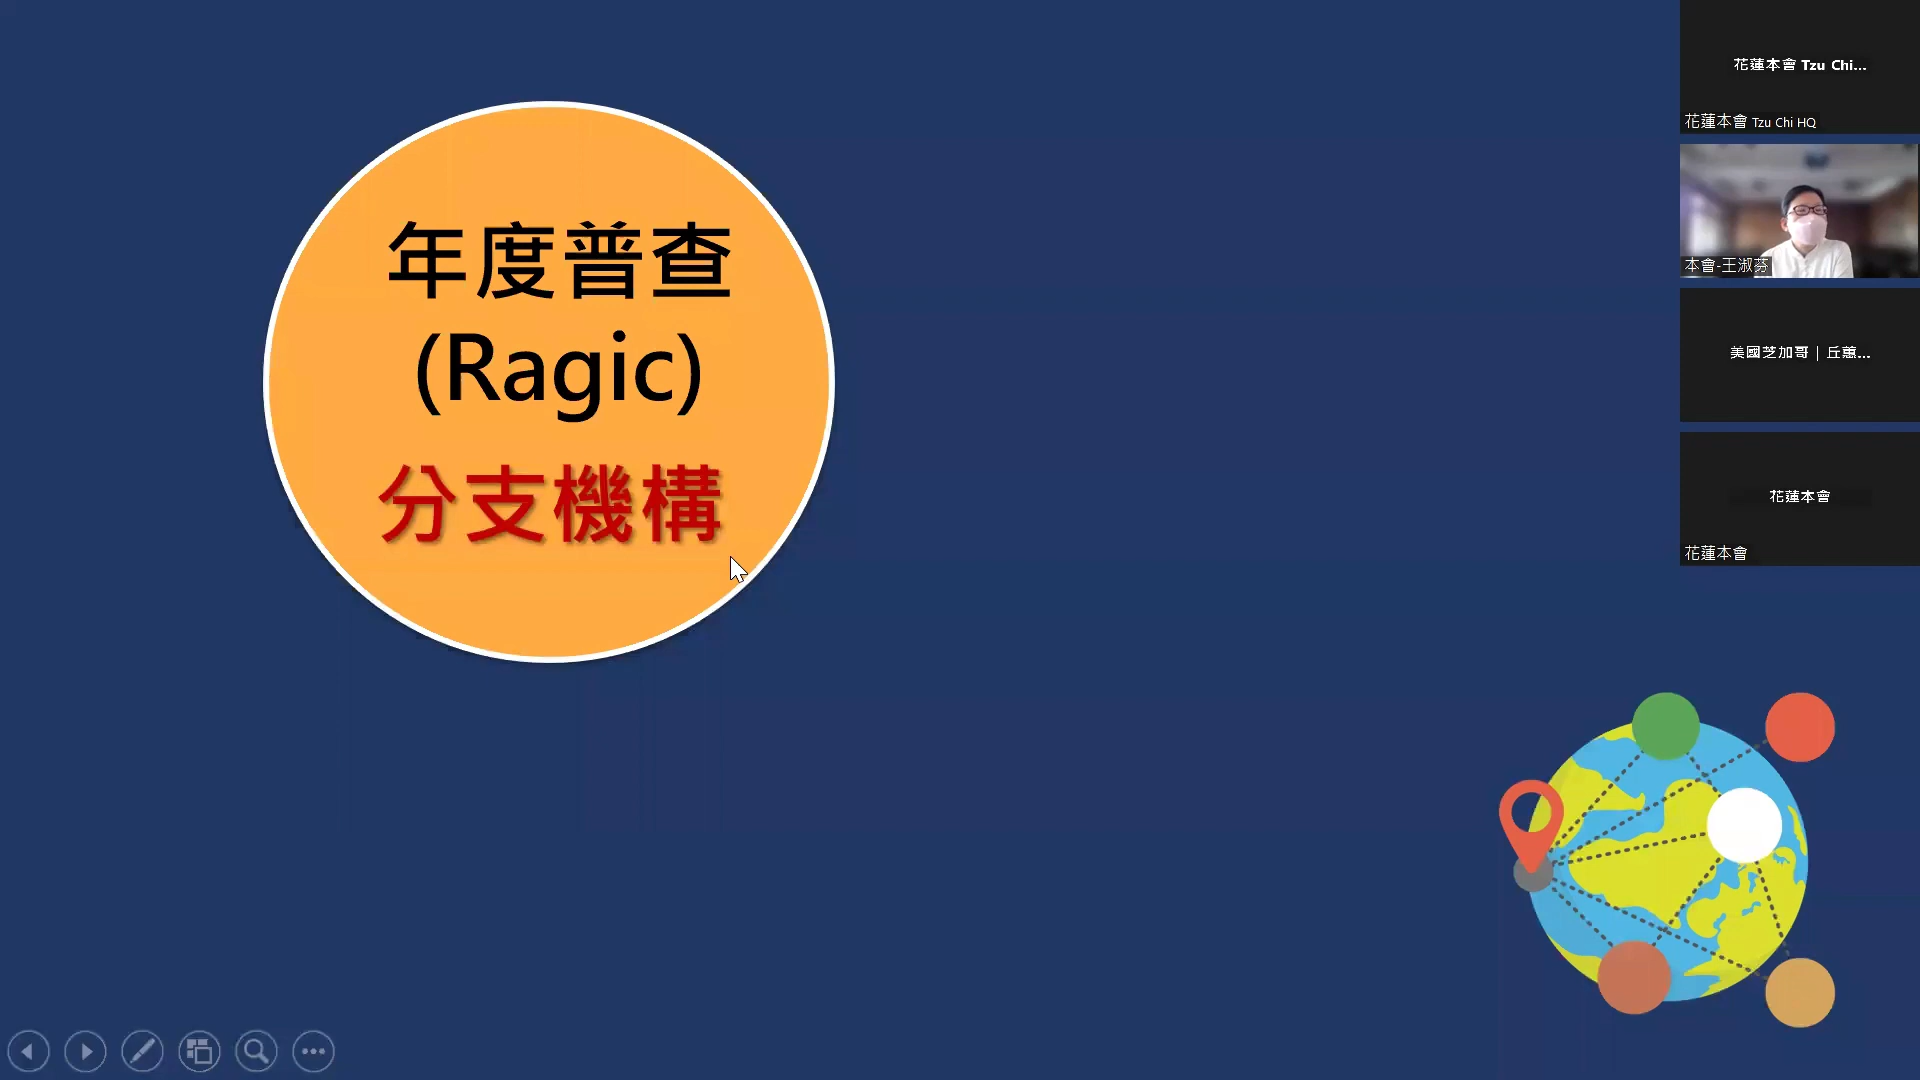 年度普查
(Ragic)
分支機構
花蓮本會 Tzu Chi...
花蓮本會 Tzu Chi HQ
本會-王淑芬
美國芝加哥｜丘蕙...
花蓮本會
花蓮本會